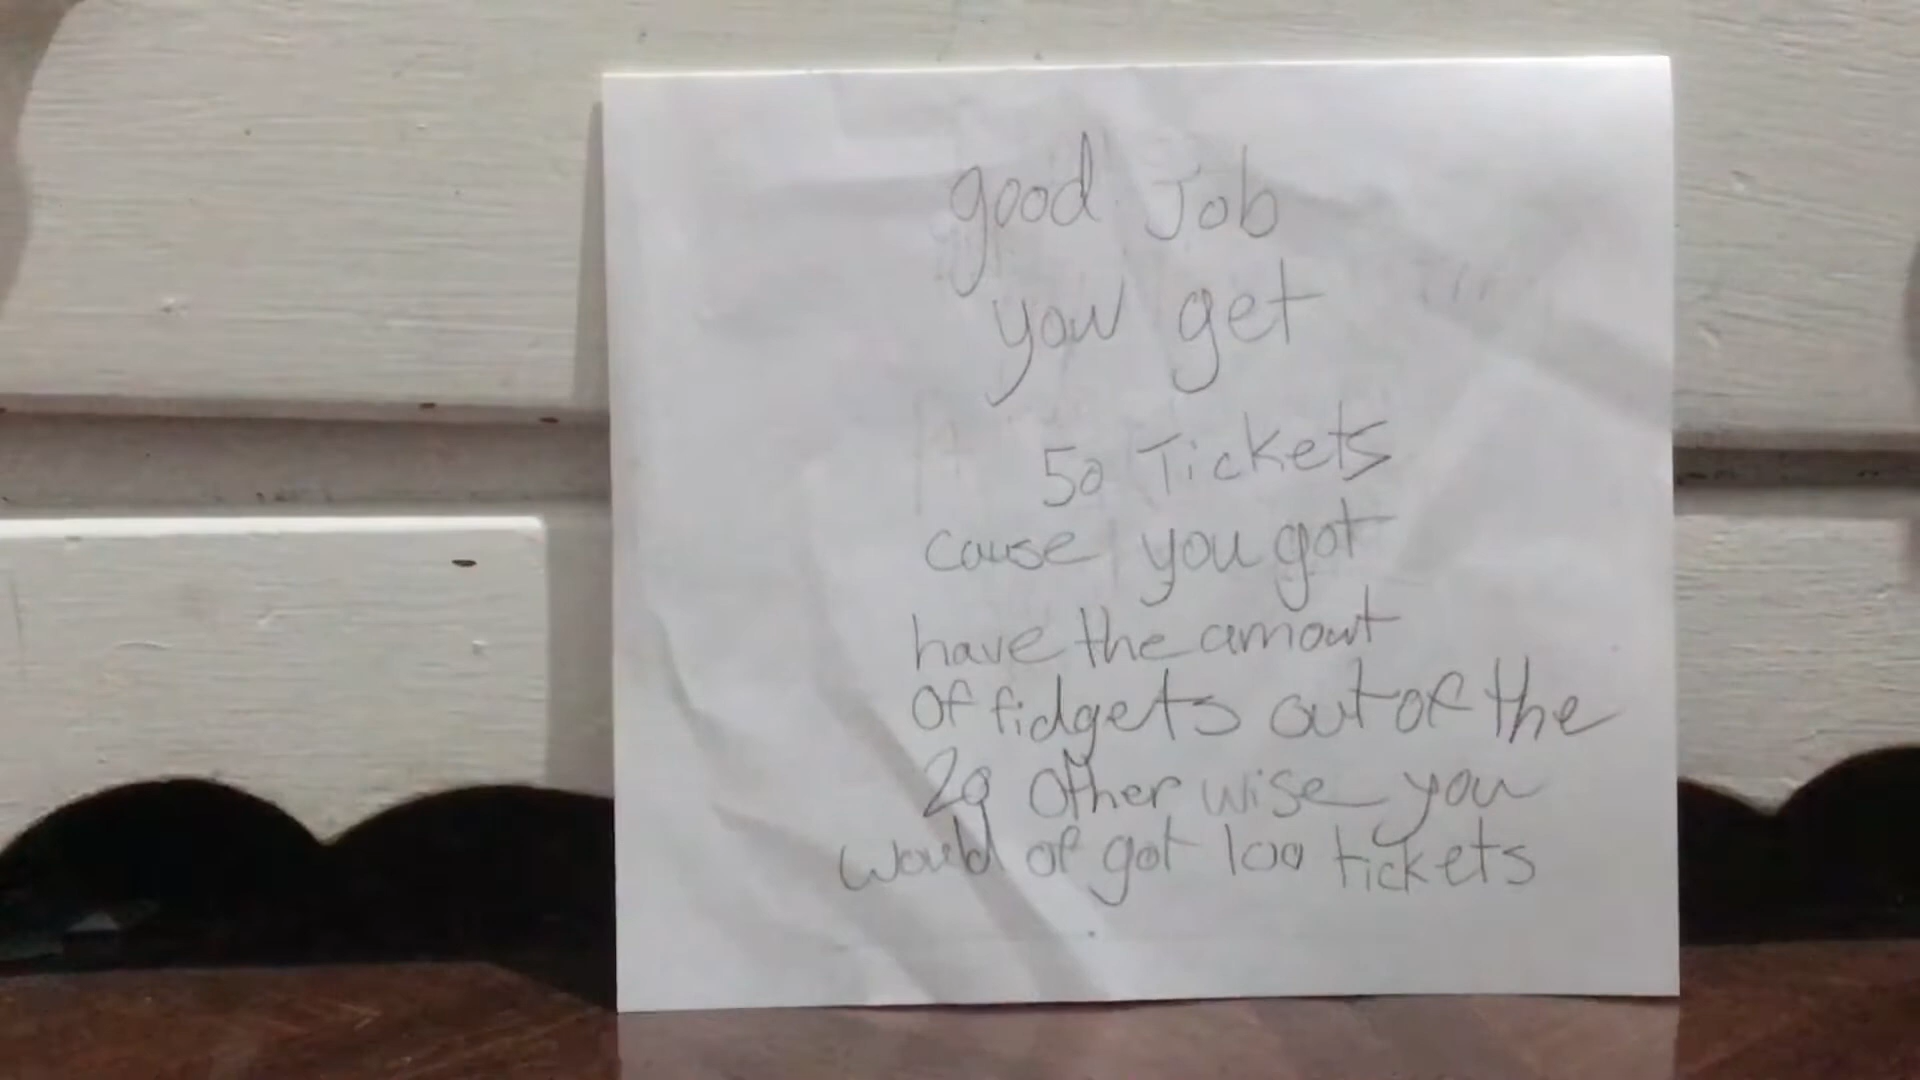 good Job
you get
50 Tickets
cause you got
have the amout
of fidgets out of the
20 other wise you
would of got 100 tickets